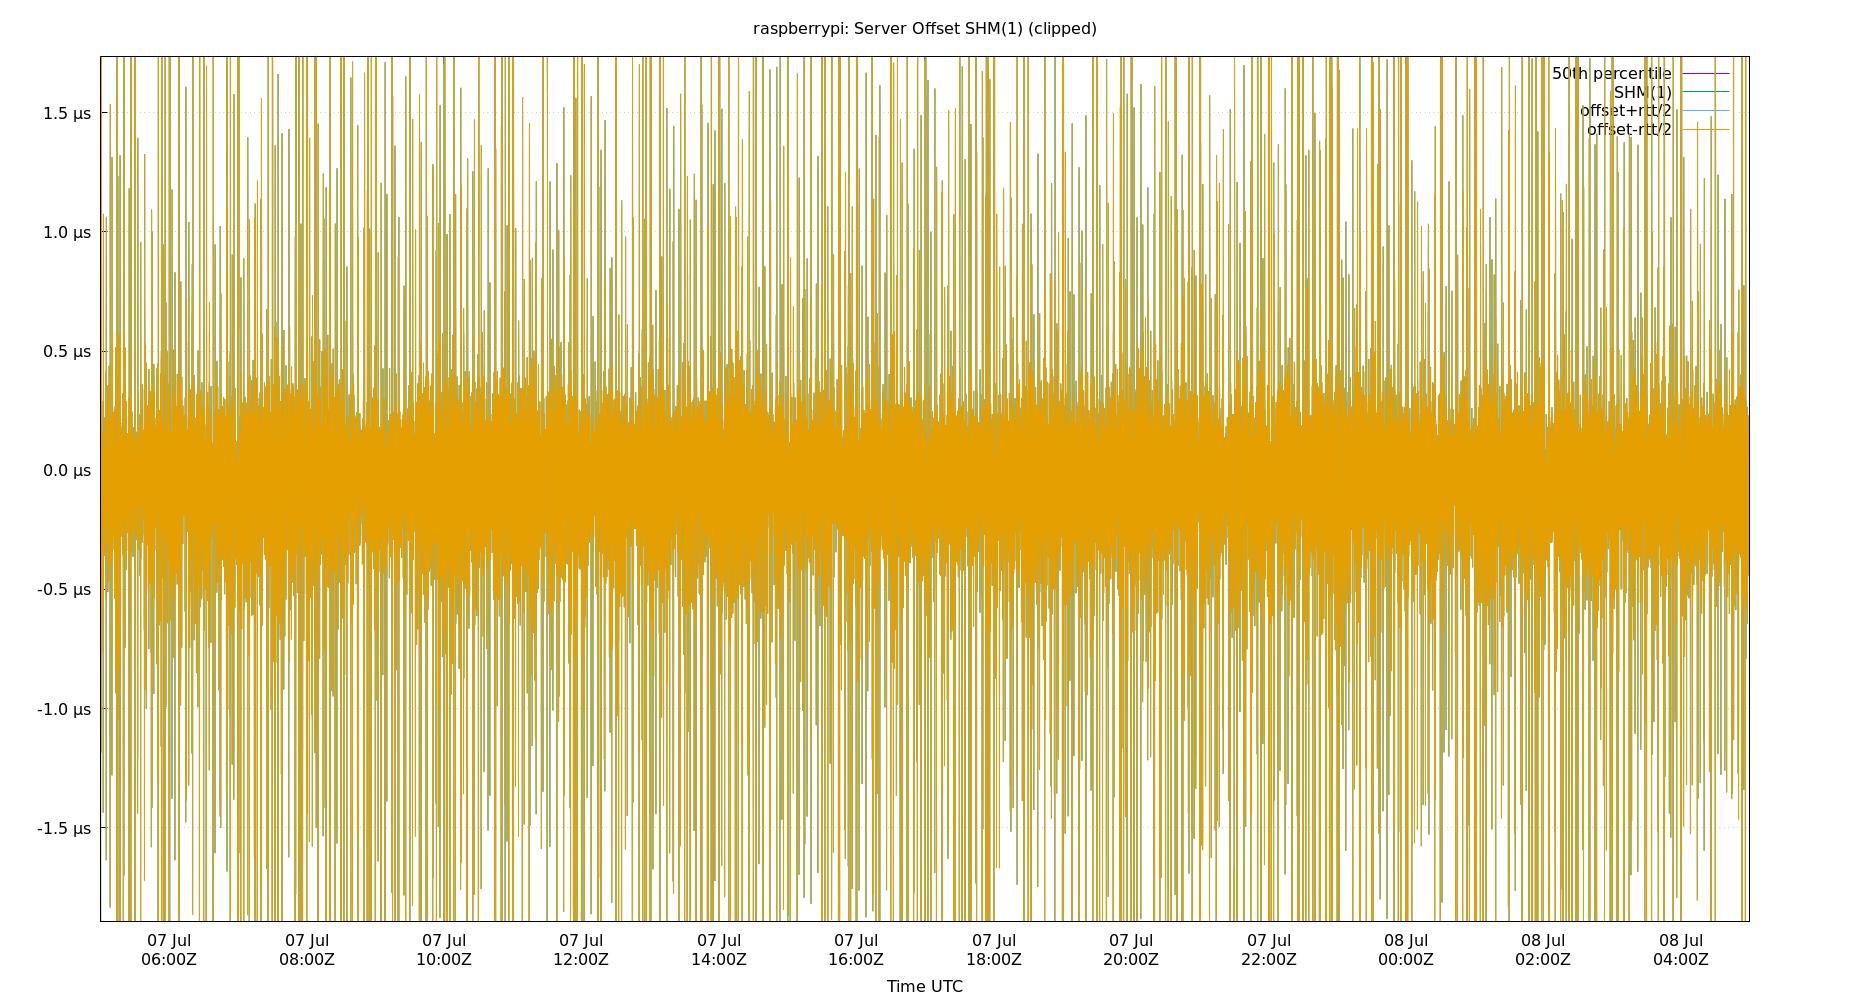 raspberrypi: Server Offset SHM(1) (clipped)
50th percentile
SHM(1)
offset+rtt/2
offset-rtt/2
1.5 µs
1.0 µs
0.5 µs
0.0 µs
-0.5 µs
-1.0 µs
-1.5 µs
07 Jul 07 Jul 07 Jul 07 Jul 07 Jul 07 Jul 07 Jul 07 Jul 07 Jul 08 Jul 08 Jul 08 Jul
06:00Z 08:00Z 10:00Z 12:00Z 14:00Z 16:00Z 18:00Z 20:00Z 22:00Z 00:00Z 02:00Z 04:00Z
Time UTC